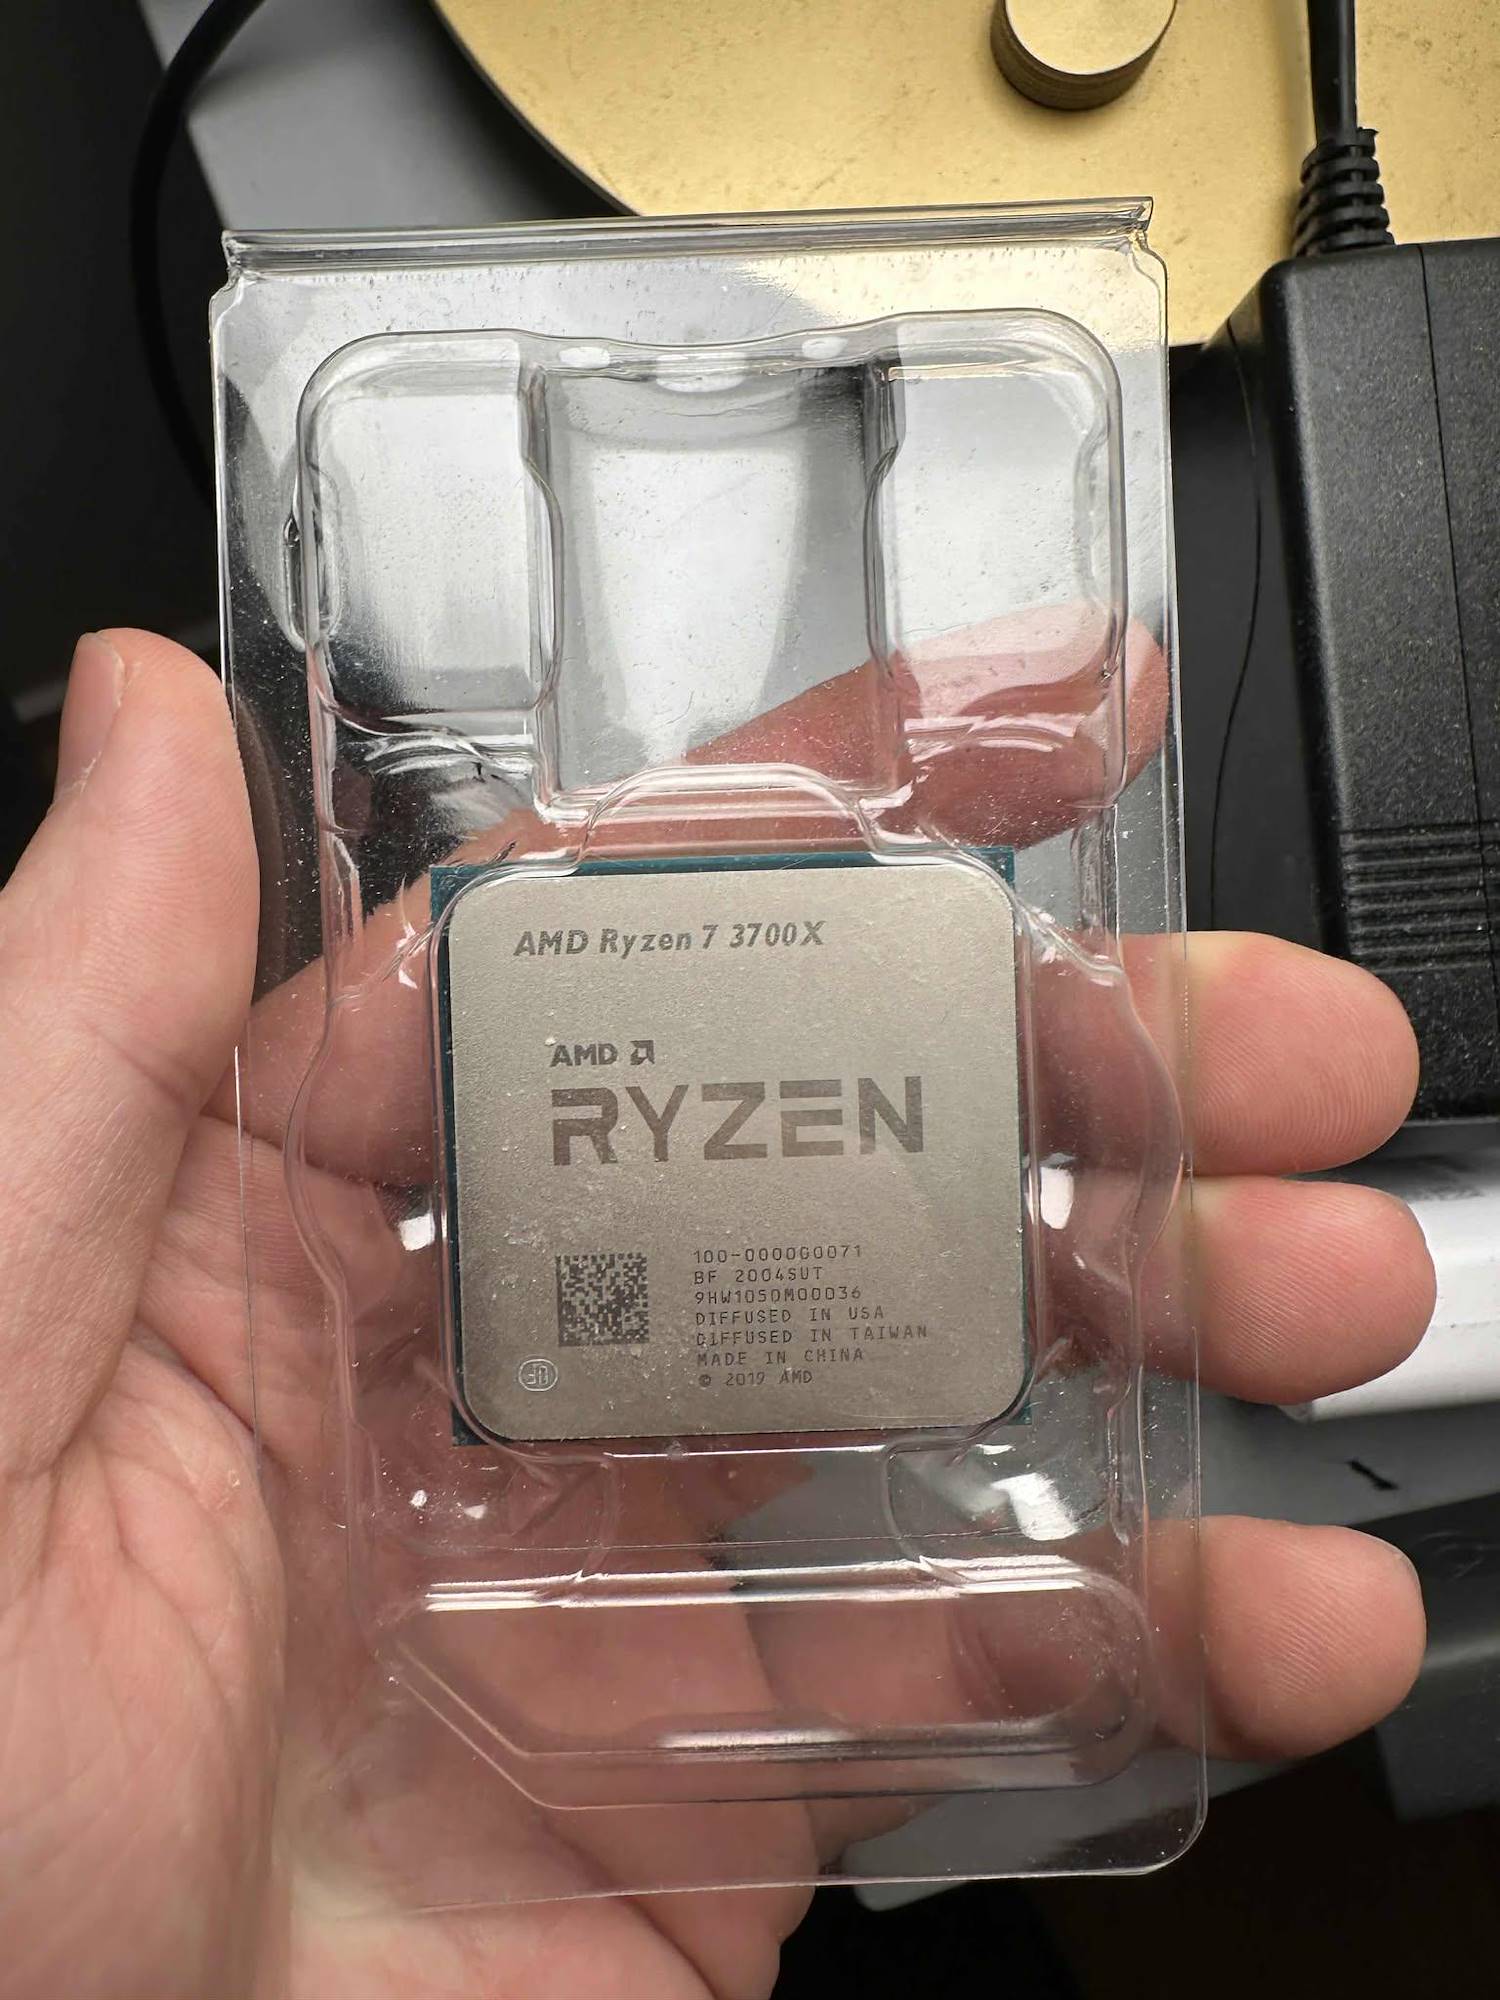 AMD Ryzen 7 3700X
AMD
RYZEN
100-000000071
BF 2004SUT
9HW1050M00036
DIFFUSED IN USA
DIFFUSED IN TAIWAN
MADE IN CHINA
© 2019 AMD